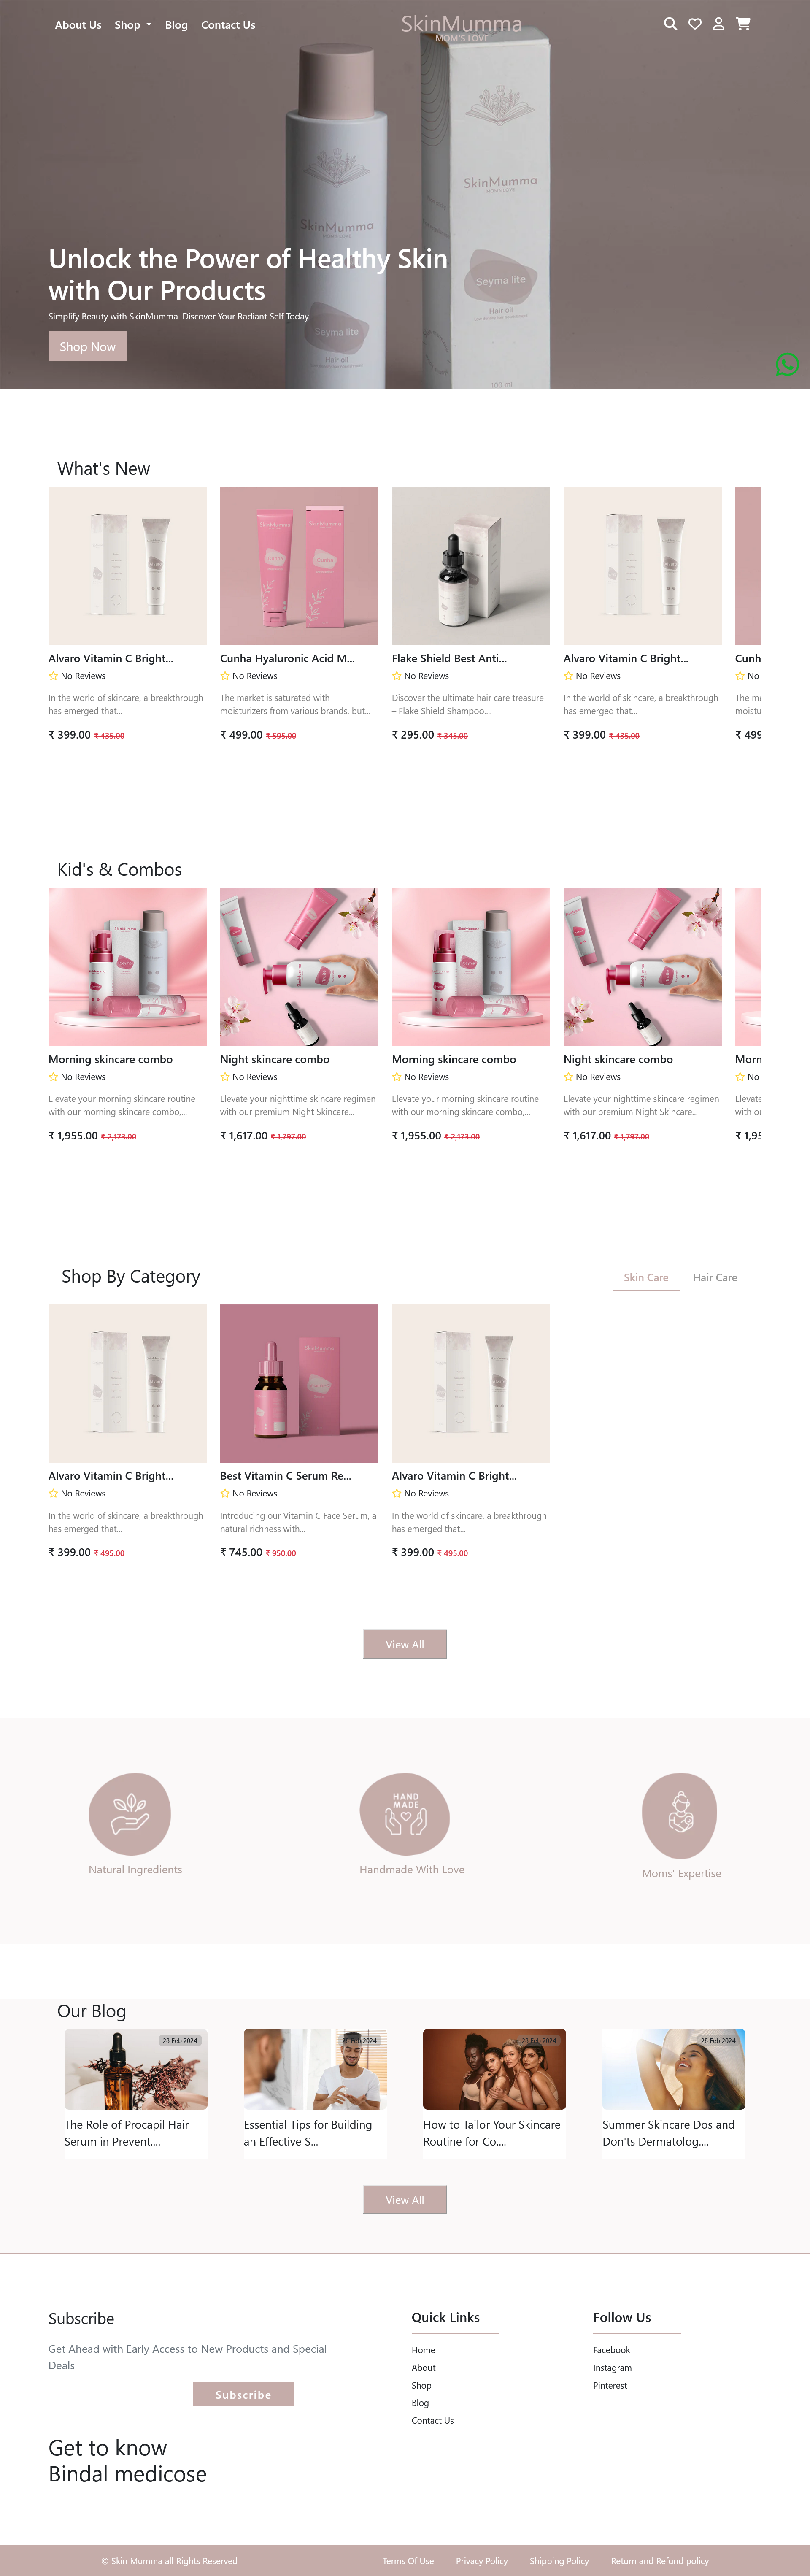 About Us Shop Blog Contact Us
SkinMumma
MOM'S LOVE
SkinMumma
MOM'S LOVE
SkinMumma
MOM'S LOVE
Unlock the Power of Healthy Skin
with Our Products
Seyma lite
Hair oil
Simplify Beauty with SkinMumma. Discover Your Radiant Self Today
Seyma lite
Shop Now
Hair oil
100 ml
What's New
Alvaro Vitamin C Bright... Cunha Hyaluronic Acid M... Flake Shield Best Anti... Alvaro Vitamin C Bright... Cunh
No Reviews No Reviews No Reviews No Reviews No
In the world of skincare, a breakthrough The market is saturated with Discover the ultimate hair care treasure In the world of skincare, a breakthrough The ma
has emerged that... moisturizers from various brands, but... – Flake Shield Shampoo.... has emerged that... moistu
₹ 399.00 ₹ 435.00 ₹ 499.00 ₹ 595.00 ₹ 295.00 ₹ 345.00 ₹ 399.00 ₹ 435.00 ₹ 499
Kid's & Combos
Morning skincare combo Night skincare combo Morning skincare combo Night skincare combo Morn
No Reviews No Reviews No Reviews No Reviews No
Elevate your morning skincare routine Elevate your nighttime skincare regimen Elevate your morning skincare routine Elevate your nighttime skincare regimen Eleva
with our morning skincare combo,... with our premium Night Skincare... with our morning skincare combo,... with our premium Night Skincare... with ou
₹ 1,955.00 ₹ 2,173.00 ₹ 1,617.00 ₹ 1,797.00 ₹ 1,955.00 ₹ 2,173.00 ₹ 1,617.00 ₹ 1,797.00 ₹ 1,95
Shop By Category Skin Care Hair Care
Alvaro Vitamin C Bright... Best Vitamin C Serum Re... Alvaro Vitamin C Bright...
No Reviews No Reviews No Reviews
In the world of skincare, a breakthrough Introducing our Vitamin C Face Serum, a In the world of skincare, a breakthrough
has emerged that... natural richness with... has emerged that...
₹ 399.00 ₹ 495.00 ₹ 745.00 ₹ 950.00 ₹ 399.00 ₹ 495.00
View All
HAND
MADE
Natural Ingredients Handmade With Love Moms' Expertise
Our Blog
28 Feb 2024 28 Feb 2024 28 Feb 2024 28 Feb 2024
The Role of Procapil Hair Essential Tips for Building How to Tailor Your Skincare Summer Skincare Dos and
Serum in Prevent.... an Effective S... Routine for Co.... Don'ts Dermatolog....
View All
Subscribe
Get Ahead with Early Access to New Products and Special
Deals
Subscribe
Get to know
Bindal medicose
Quick Links
Home
About
Shop
Blog
Contact Us
Follow Us
Facebook
Instagram
Pinterest
© Skin Mumma all Rights Reserved Terms Of Use Privacy Policy Shipping Policy Return and Refund policy